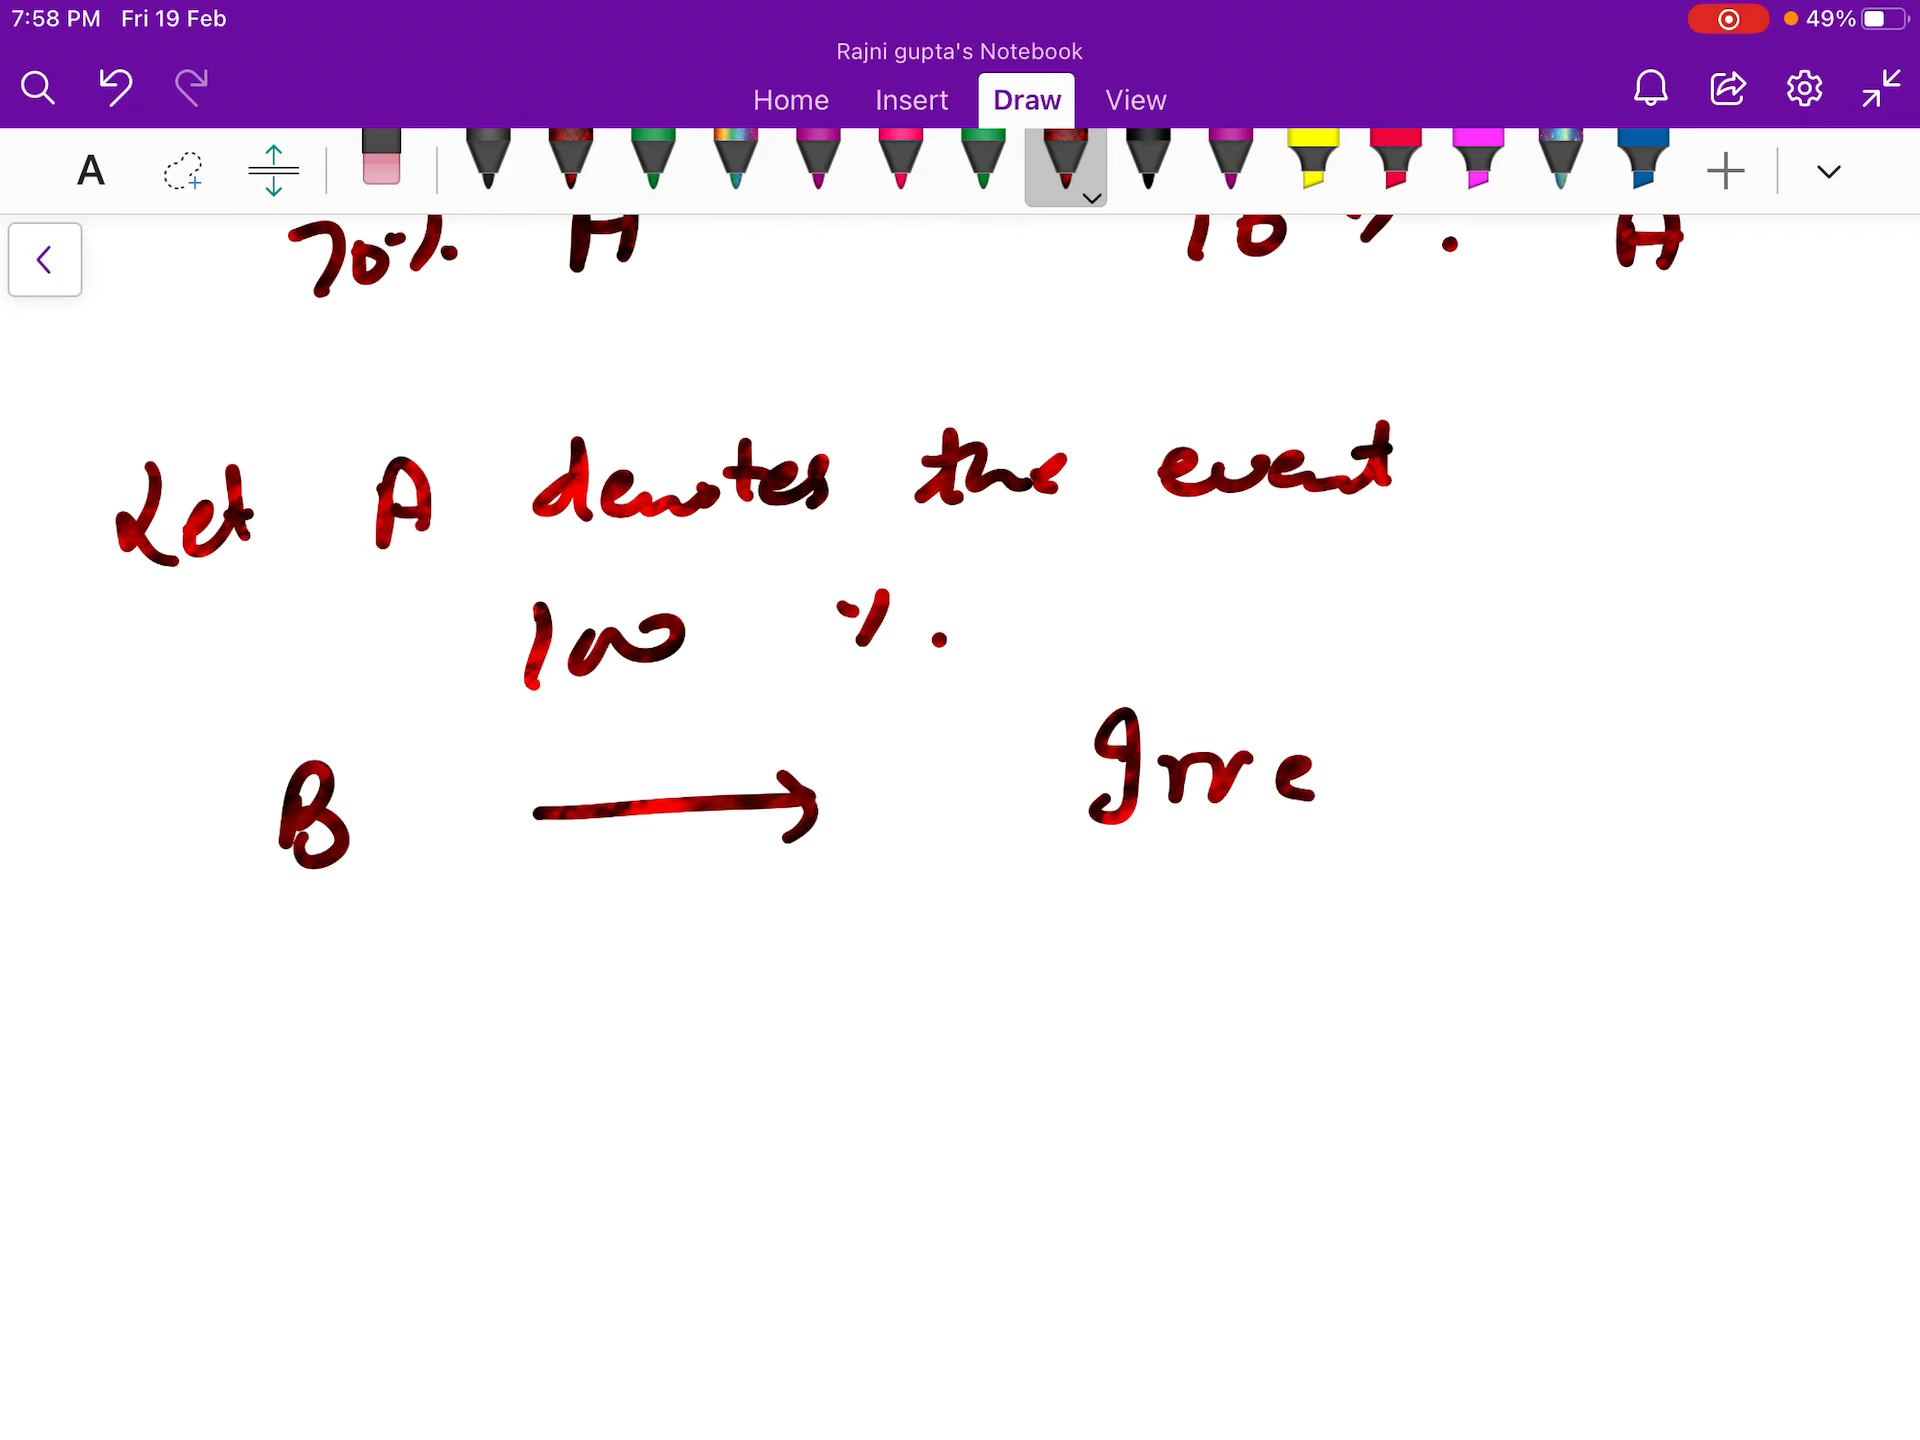 7:58 PM Fri 19 Feb
49%
Rajni gupta's Notebook
Home Insert Draw View
A
70% A 10 %. A
Let A denotes the event
100 %.
B → Irre